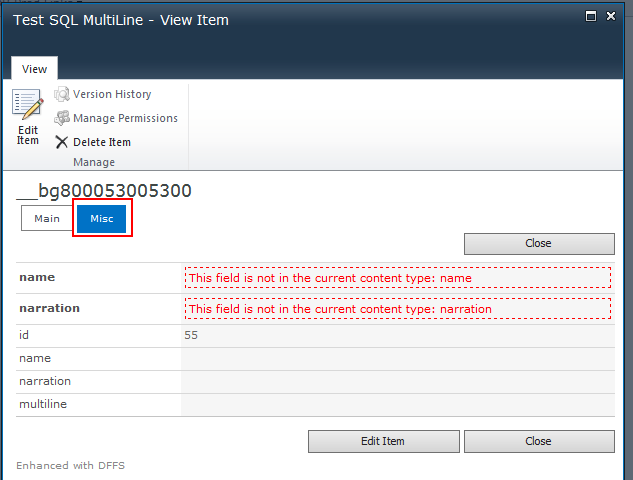 Test SQL MultiLine - View Item
View
Edit Item
Version History
Manage Permissions
Delete Item
Manage
__bg800053005300
Main Misc
Close
name This field is not in the current content type: name
narration This field is not in the current content type: narration
id 55
name
narration
multiline
Edit Item Close
Enhanced with DFFS